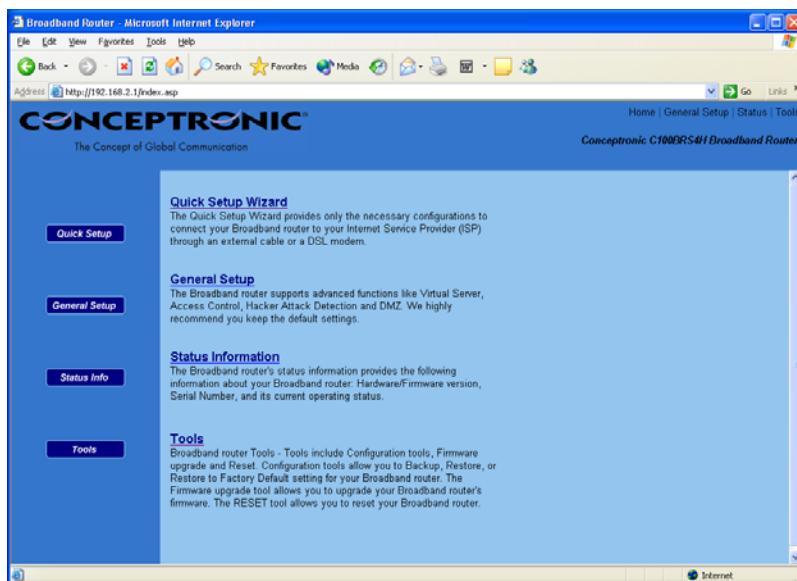 Broadband Router - Microsoft Internet Explorer
File Edit View Favorites Tools Help
Back Search Favorites Media
Address http://192.168.2.1/index.asp Go Links
CONCEPTRONIC
The Concept of Global Communication
Home | General Setup | Status | Tools
Conceptronic C100BRS4H Broadband Router
Quick Setup
General Setup
Status Info
Tools
Quick Setup Wizard
The Quick Setup Wizard provides only the necessary configurations to
connect your Broadband router to your Internet Service Provider (ISP)
through an external cable or a DSL modem.
General Setup
The Broadband router supports advanced functions like Virtual Server,
Access Control, Hacker Attack Detection and DMZ. We highly
recommend you keep the default settings.
Status Information
The Broadband router's status information provides the following
information about your Broadband router: Hardware/Firmware version,
Serial Number, and its current operating status.
Tools
Broadband router Tools - Tools include Configuration tools, Firmware
upgrade and Reset. Configuration tools allow you to Backup, Restore, or
Restore to Factory Default setting for your Broadband router. The
Firmware upgrade tool allows you to upgrade your Broadband router's
firmware. The RESET tool allows you to reset your Broadband router.
Internet